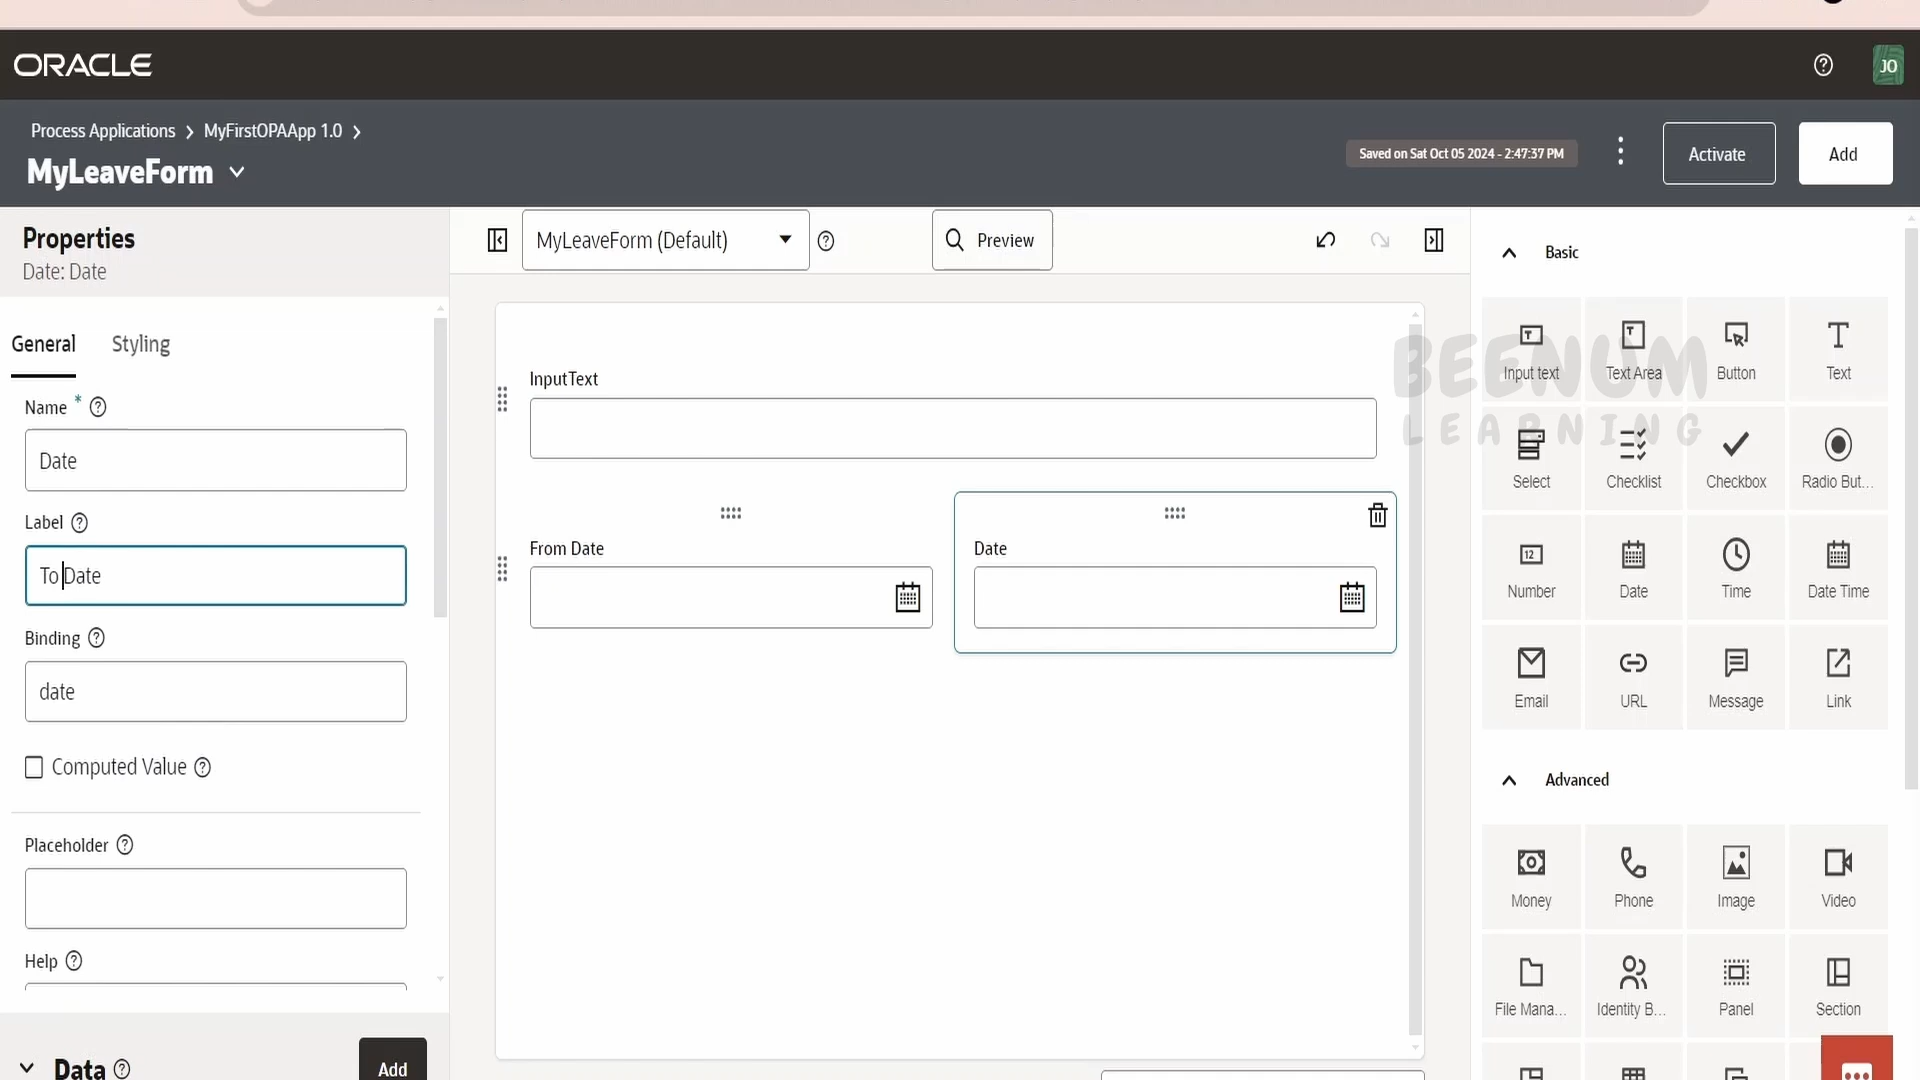 ORACLE
JO
Process Applications
MyFirstOPAApp 1.0
MyLeaveForm
Saved on Sat Oct 05 2024 - 2:47:37 PM
Activate
Add
Properties
Date: Date
General
Styling
Name *
Date
Label
To Date
Binding
date
Computed Value
Placeholder
Help
Data
Add
MyLeaveForm (Default)
Preview
InputText
From Date
Date
BEENUM
LEARNING
Basic
Input text
Text Area
Button
Text
Select
Checklist
Checkbox
Radio But...
Number
Date
Time
Date Time
Email
URL
Message
Link
Advanced
Money
Phone
Image
Video
File Mana...
Identity B...
Panel
Section